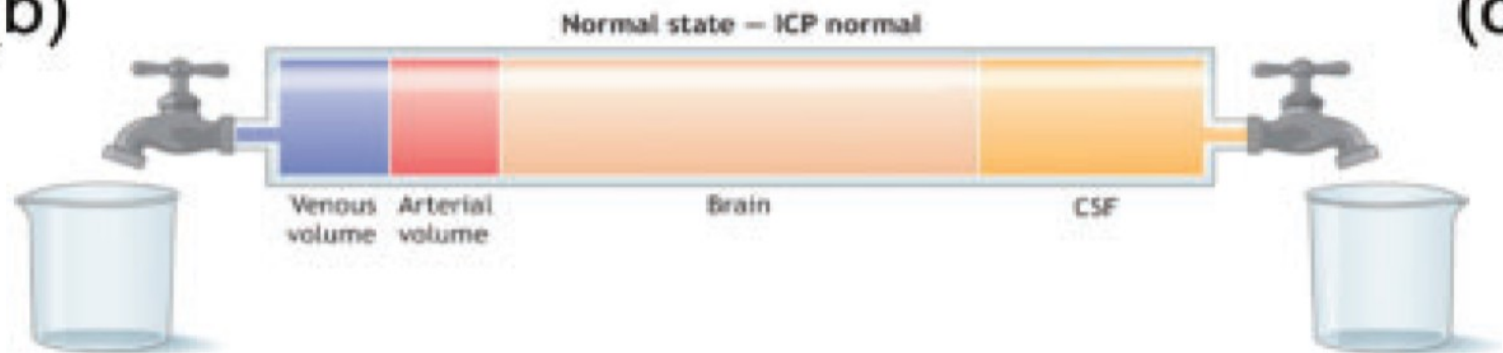 b)
Normal state — ICP normal
(c
Venous Arterial Brain CSF
volume volume